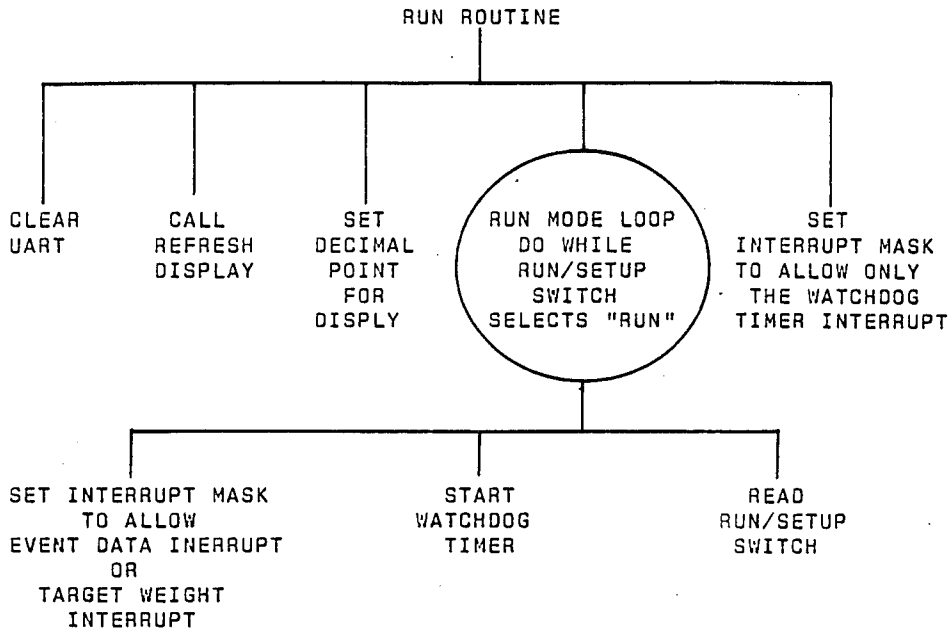 RUN ROUTINE
CLEAR
UART
CALL
REFRESH
DISPLAY
SET
DECIMAL
POINT
FOR
DISPLY
RUN MODE LOOP
DO WHILE
RUN/SETUP
SWITCH
SELECTS "RUN"
SET
INTERRUPT MASK
TO ALLOW ONLY
THE WATCHDOG
TIMER INTERRUPT
SET INTERRUPT MASK
TO ALLOW
EVENT DATA INERRUPT
OR
TARGET WEIGHT
INTERRUPT
START
WATCHDOG
TIMER
READ
RUN/SETUP
SWITCH